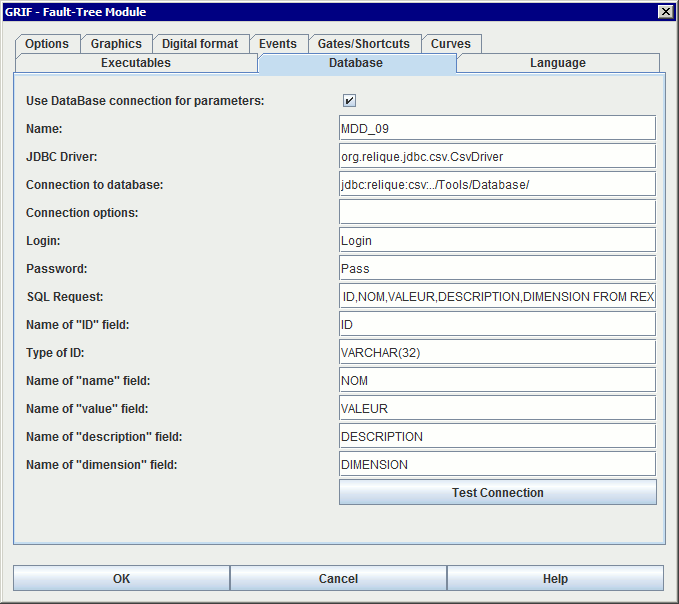 GRIF - Fault-Tree Module
Options Graphics Digital format Events Gates/Shortcuts Curves
Executables Database Language
Use DataBase connection for parameters:
Name: MDD_09
JDBC Driver: org.relique.jdbc.csv.CsvDriver
Connection to database: jdbc:relique:csv:../Tools/Database/
Connection options:
Login: Login
Password: Pass
SQL Request: ID,NOM,VALEUR,DESCRIPTION,DIMENSION FROM REX
Name of "ID" field: ID
Type of ID: VARCHAR(32)
Name of "name" field: NOM
Name of "value" field: VALEUR
Name of "description" field: DESCRIPTION
Name of "dimension" field: DIMENSION
Test Connection
OK Cancel Help